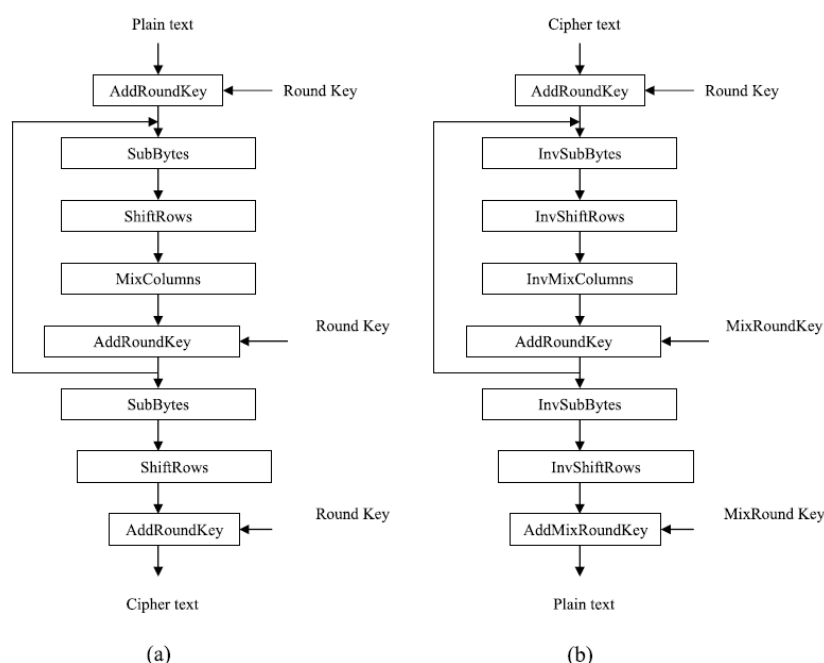 Plain text
AddRoundKey
Round Key
SubBytes
ShiftRows
MixColumns
AddRoundKey
Round Key
SubBytes
ShiftRows
AddRoundKey
Round Key
Cipher text
(a)
Cipher text
AddRoundKey
Round Key
InvSubBytes
InvShiftRows
InvMixColumns
AddRoundKey
MixRoundKey
InvSubBytes
InvShiftRows
AddMixRoundKey
MixRound Key
Plain text
(b)